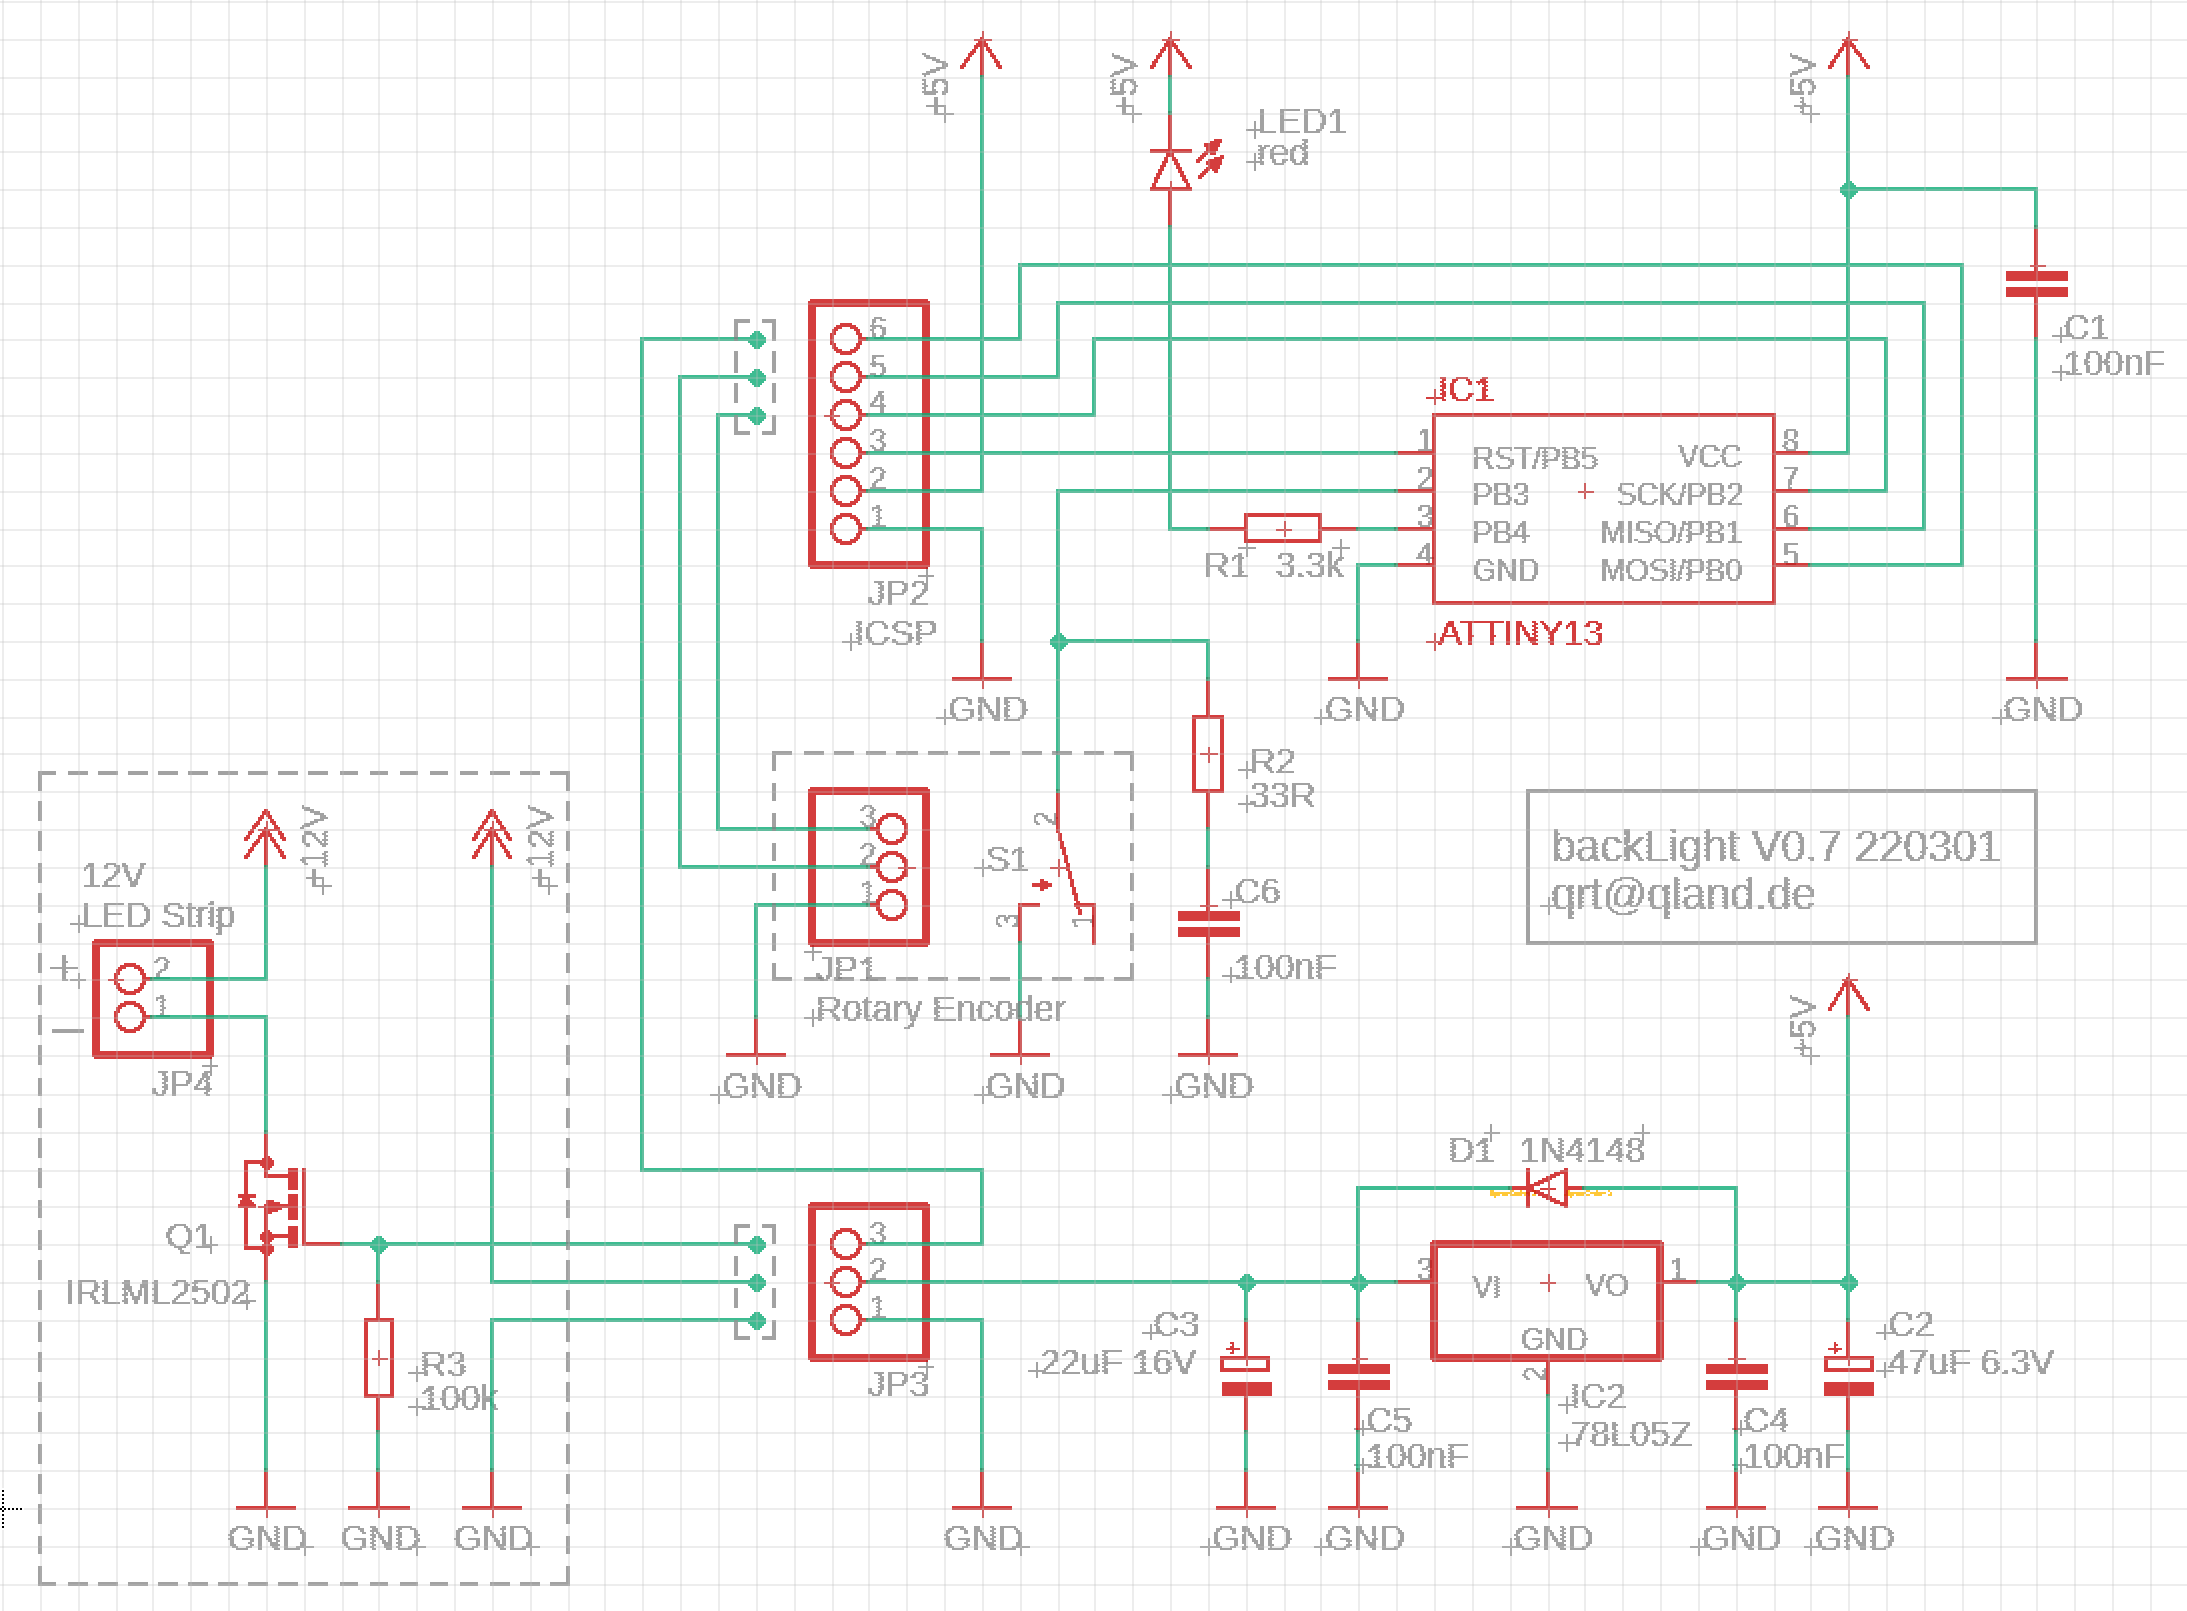 +5V
+5V
+5V
LED1
red
C1
100nF
6
5
4
3
2
1
JP2
ICSP
IC1
1
2
3
4
RST/PB5
PB3
PB4
GND
VCC
SCK/PB2
MISO/PB1
MOSI/PB0
8
7
6
5
ATTINY13
R1 3.3k
GND
GND
GND
R2
33R
+12V
+12V
12V
LED Strip
+
2
1
—
JP4
3
2
1
JP1
Rotary Encoder
S1
2
3
1
C6
100nF
backLight V0.7 220301
qrt@qland.de
GND
GND
GND
+5V
D1 1N4148
Q1
IRLML2502
R3
100k
3
2
1
JP3
C3
22uF 16V
C5
100nF
3
VI
VO
1
GND
2
IC2
78L05Z
C4
100nF
C2
47uF 6.3V
+
+
GND
GND
GND
GND
GND
GND
GND
GND
GND